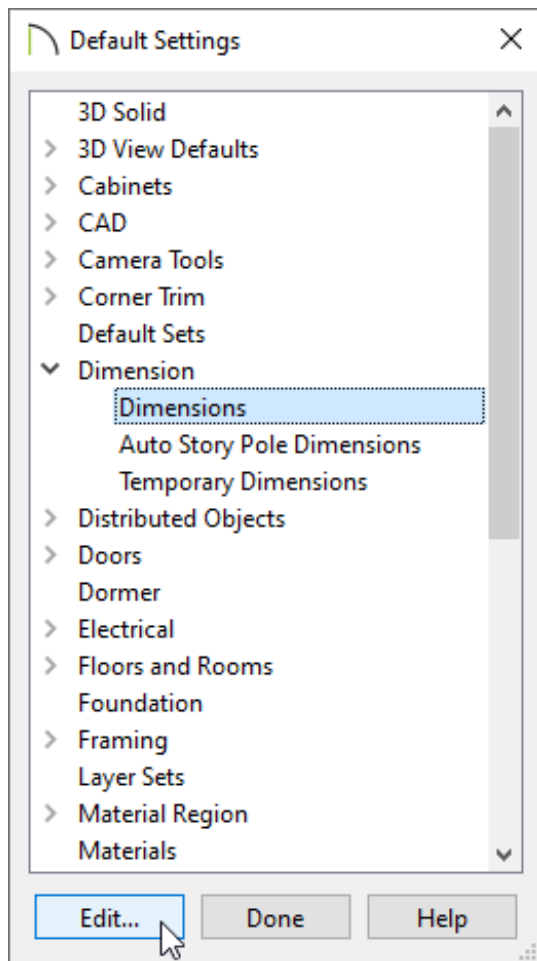 Default Settings
3D Solid
3D View Defaults
Cabinets
CAD
Camera Tools
Corner Trim
Default Sets
Dimension
Dimensions
Auto Story Pole Dimensions
Temporary Dimensions
Distributed Objects
Doors
Dormer
Electrical
Floors and Rooms
Foundation
Framing
Layer Sets
Material Region
Materials
Edit... Done Help